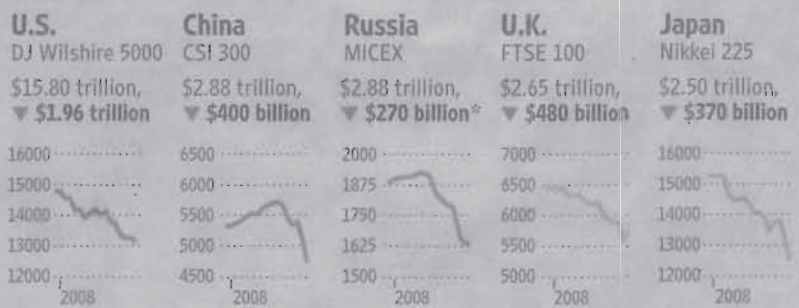 U.S.
DJ Wilshire 5000
$15.80 trillion,
▼ $1.96 trillion
16000
15000
14000
13000
12000
2008
China
CSI 300
$2.88 trillion,
▼ $400 billion
6500
6000
5500
5000
4500
2008
Russia
MICEX
$2.88 trillion,
▼ $270 billion*
2000
1875
1750
1625
1500
2008
U.K.
FTSE 100
$2.65 trillion,
▼ $480 billion
7000
6500
6000
5500
5000
2008
Japan
Nikkei 225
$2.50 trillion,
▼ $370 billion
16000
15000
14000
13000
12000
2008